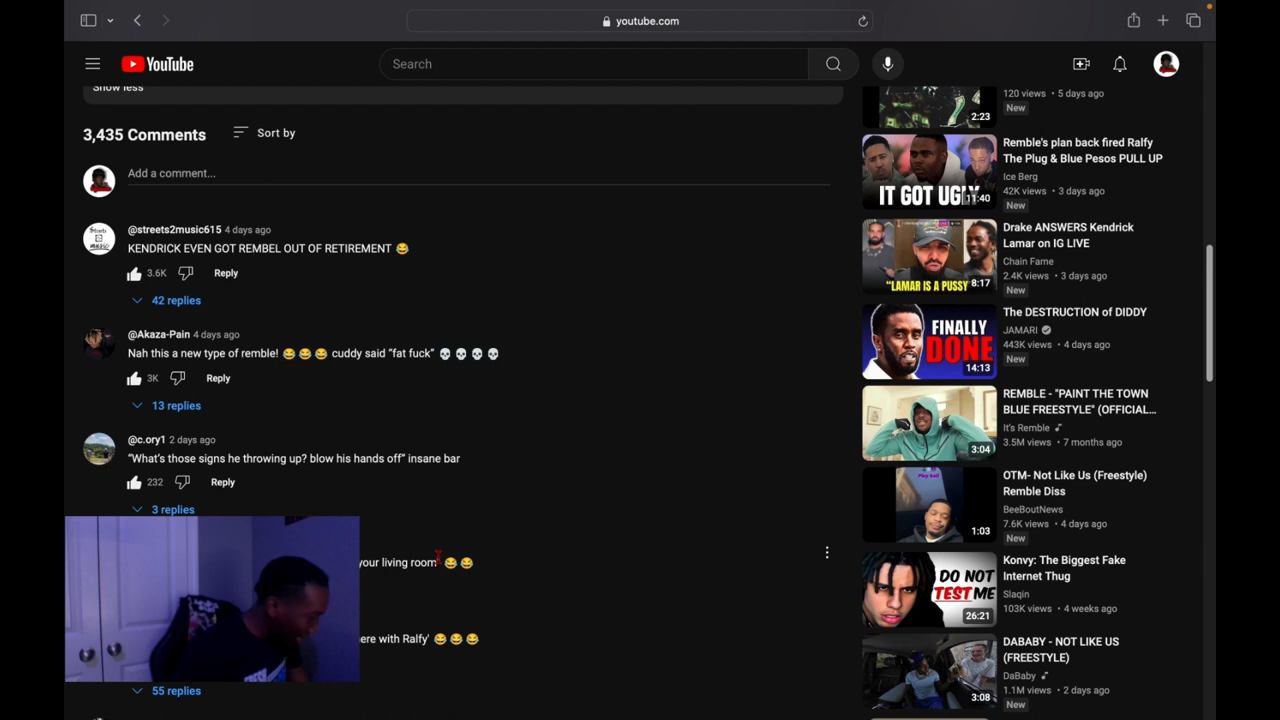 youtube.com
YouTube
Search
Show less
3,435 Comments
Sort by
Add a comment...
@streets2music615 4 days ago
KENDRICK EVEN GOT REMBEL OUT OF RETIREMENT 😂
3.6K
Reply
42 replies
@Akaza-Pain 4 days ago
Nah this a new type of remble! 😂 😂 😂 cuddy said “fat fuck” 💀 💀 💀 💀
3K
Reply
13 replies
@c.ory1 2 days ago
“What’s those signs he throwing up? blow his hands off” insane bar
232
Reply
3 replies
your living room 😂 😂
ere with Ralfy' 😂 😂 😂
55 replies
2:23
120 views • 5 days ago
New
IT GOT UGLY
11:40
Remble's plan back fired Ralfy
The Plug & Blue Pesos PULL UP
Ice Berg
42K views • 3 days ago
New
"LAMAR IS A PUSSY
8:17
Drake ANSWERS Kendrick
Lamar on IG LIVE
Chain Fame
2.4K views • 3 days ago
New
FINALLY
DONE
14:13
The DESTRUCTION of DIDDY
JAMARI
443K views • 4 days ago
New
3:04
REMBLE - "PAINT THE TOWN
BLUE FREESTYLE" (OFFICIAL...
It's Remble
3.5M views • 7 months ago
1:03
OTM- Not Like Us (Freestyle)
Remble Diss
BeeBoutNews
7.6K views • 4 days ago
New
DO NOT
TEST ME
26:21
Konvy: The Biggest Fake
Internet Thug
Slaqin
103K views • 4 weeks ago
3:08
DABABY - NOT LIKE US
(FREESTYLE)
DaBaby
1.1M views • 2 days ago
New